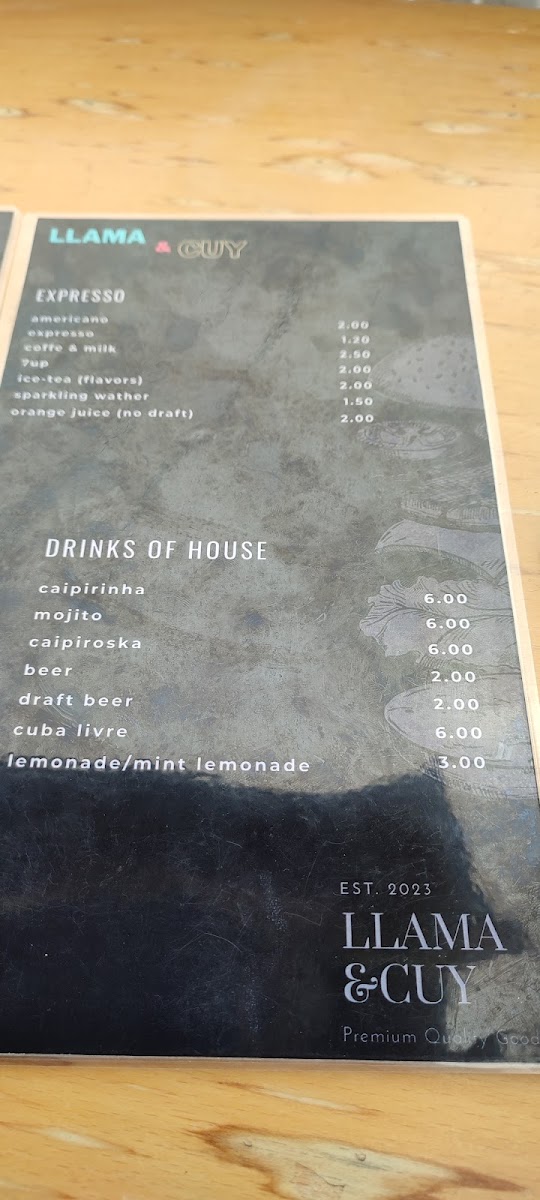 LLAMA & CUY
EXPRESSO
americano 2.00
expresso 1.20
coffe & milk 2.50
7up 2.00
ice-tea (flavors) 2.00
sparkling wather 1.50
orange juice (no draft) 2.00
DRINKS OF HOUSE
caipirinha 6.00
mojito 6.00
caipiroska 6.00
beer 2.00
draft beer 2.00
cuba livre 6.00
lemonade/mint lemonade 3.00
EST. 2023
LLAMA
&CUY
Premium Quality Good